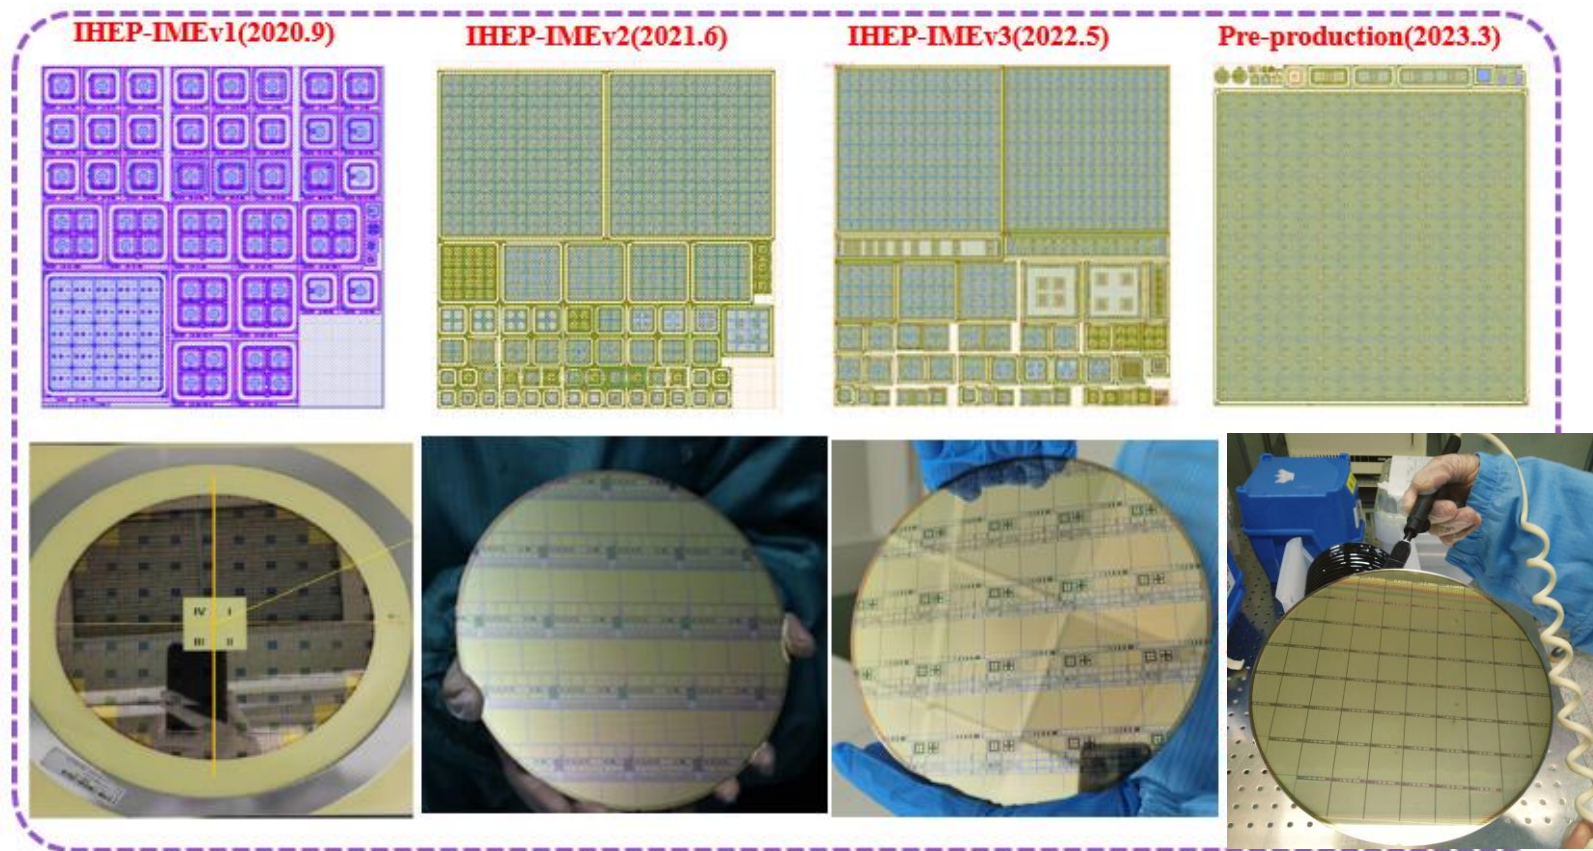 IHEP-IMEv1(2020.9)
IHEP-IMEv2(2021.6)
IHEP-IMEv3(2022.5)
Pre-production(2023.3)
IV I
III II